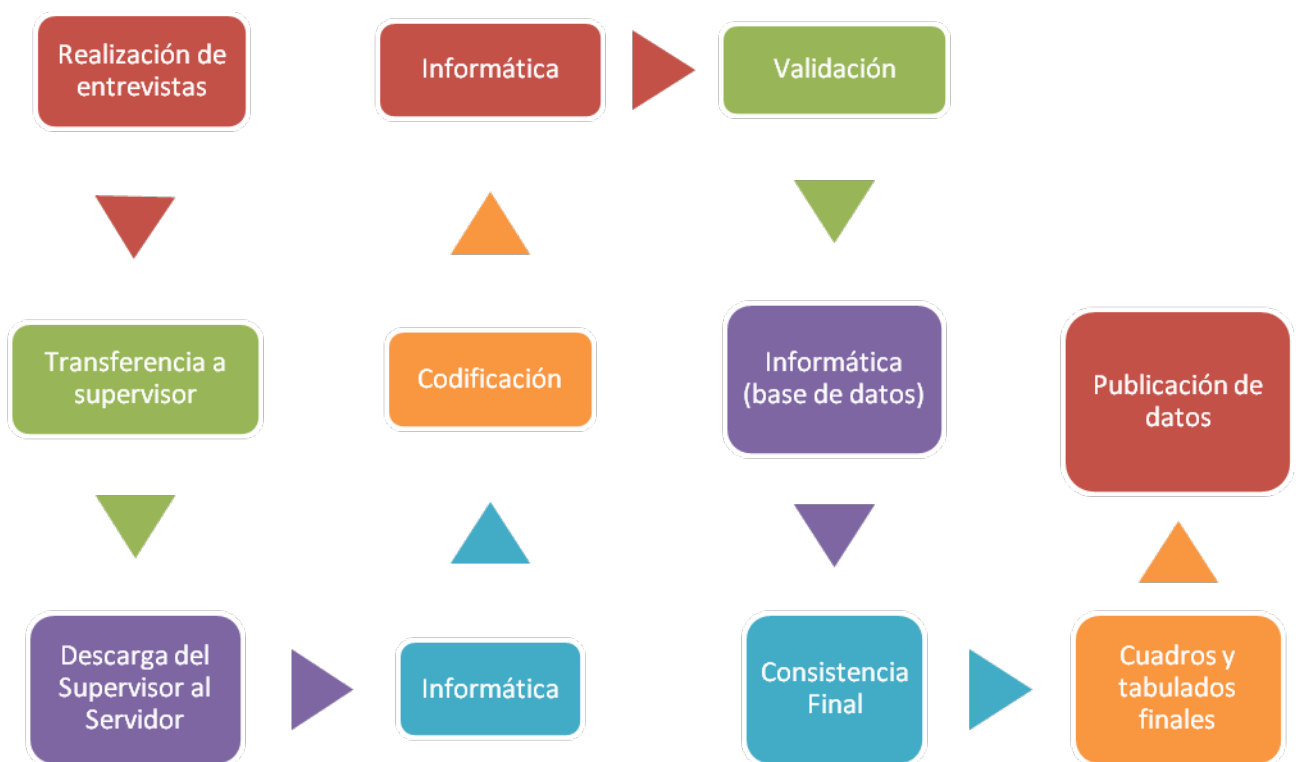 Realización de
entrevistas
Transferencia a
supervisor
Descarga del
Supervisor al
Servidor
Informática
Codificación
Informática
Validación
Informática
(base de datos)
Consistencia
Final
Cuadros y
tabulados
finales
Publicación de
datos